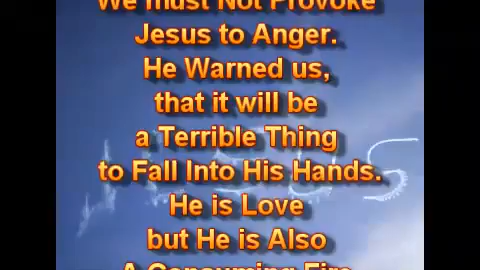 We must Not Provoke
Jesus to Anger.
He Warned us,
that it will be
a Terrible Thing
to Fall Into His Hands.
He is Love
but He is Also
A Consuming Fire